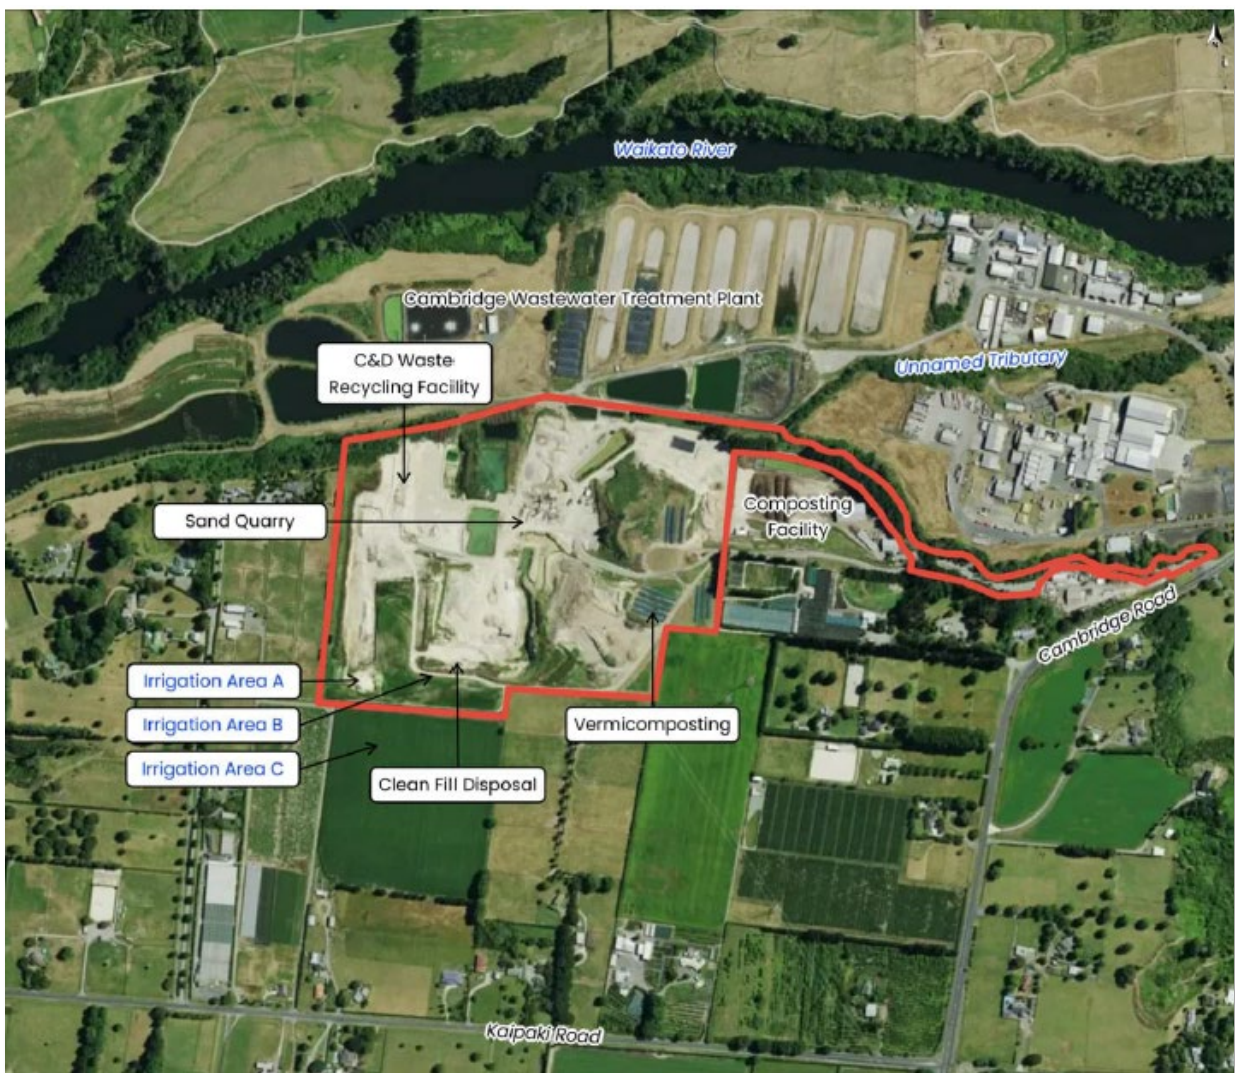 Waikato River
Cambridge Wastewater Treatment Plant
C&D Waste
Recycling Facility
Unnamed Tributary
Sand Quarry
Composting
Facility
Cambridge Road
Irrigation Area A
Irrigation Area B
Vermicomposting
Irrigation Area C
Clean Fill Disposal
Kaipaki Road